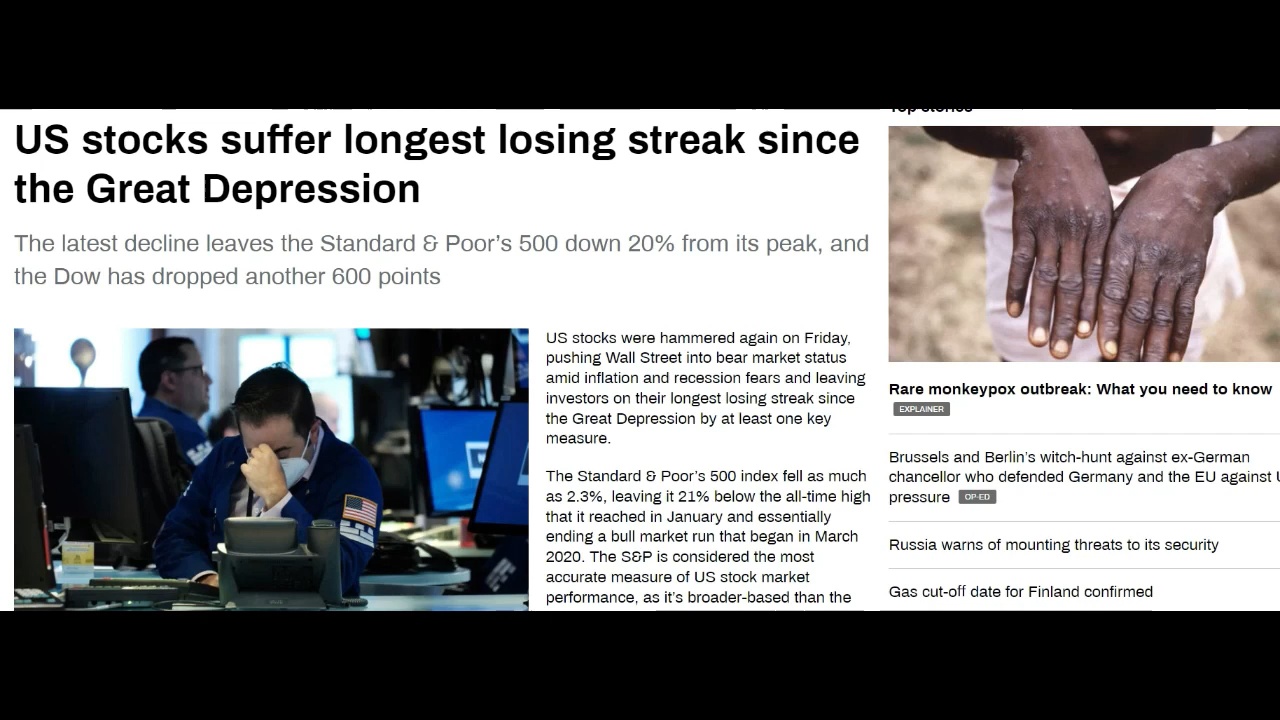 US stocks suffer longest losing streak since
the Great Depression
The latest decline leaves the Standard & Poor’s 500 down 20% from its peak, and
the Dow has dropped another 600 points
US stocks were hammered again on Friday,
pushing Wall Street into bear market status
amid inflation and recession fears and leaving
investors on their longest losing streak since
the Great Depression by at least one key
measure.
The Standard & Poor’s 500 index fell as much
as 2.3%, leaving it 21% below the all-time high
that it reached in January and essentially
ending a bull market run that began in March
2020. The S&P is considered the most
accurate measure of US stock market
performance, as it’s broader-based than the
Top stories
Rare monkeypox outbreak: What you need to know
EXPLAINER
Brussels and Berlin’s witch-hunt against ex-German
chancellor who defended Germany and the EU against
pressure OP-ED
Russia warns of mounting threats to its security
Gas cut-off date for Finland confirmed